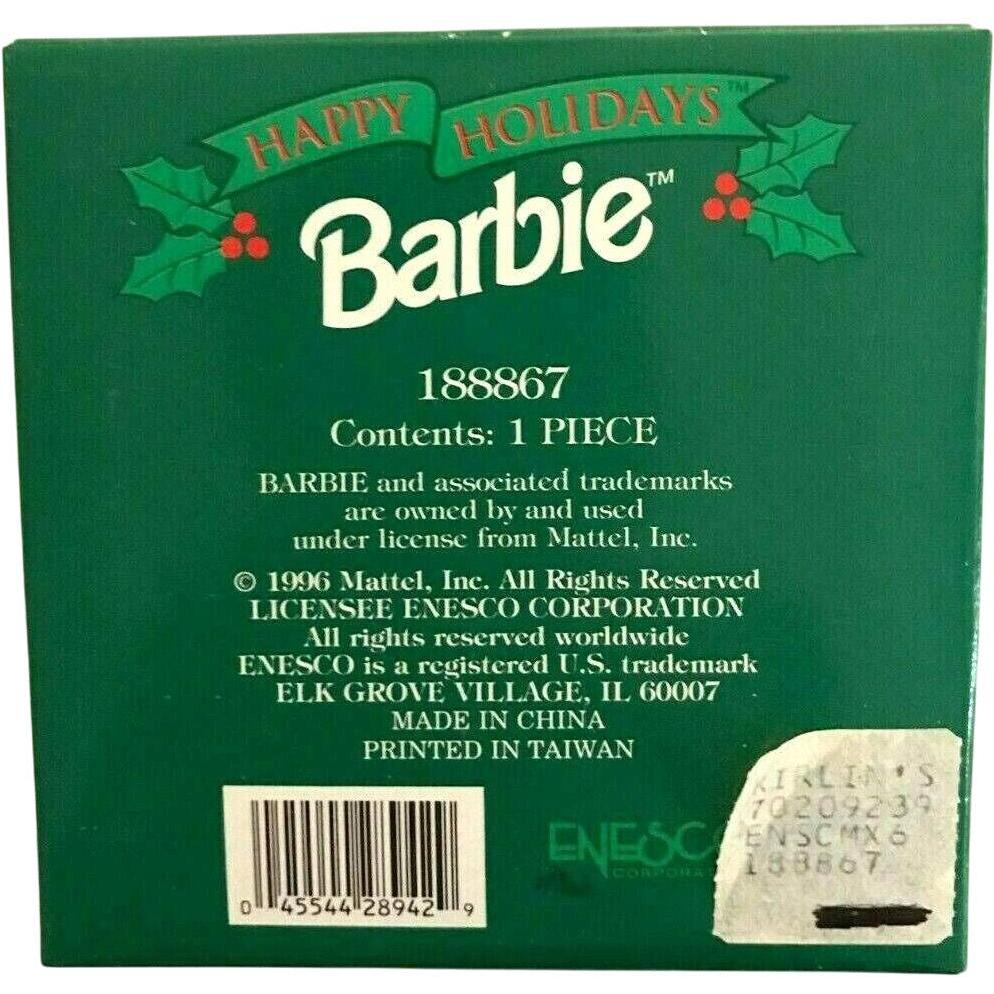 HAPPY HOLIDAYS™
Barbie™
188867
Contents: 1 PIECE
BARBIE and associated trademarks
are owned by and used
under license from Mattel, Inc.
© 1996 Mattel, Inc. All Rights Reserved
LICENSEE ENESCO CORPORATION
All rights reserved worldwide
ENESCO is a registered U.S. trademark
ELK GROVE VILLAGE, IL 60007
MADE IN CHINA
PRINTED IN TAIWAN
KIRLIN'S
70209239
ENSCMX6
188867
ENESC
CORPORA
0 45544 28942 9